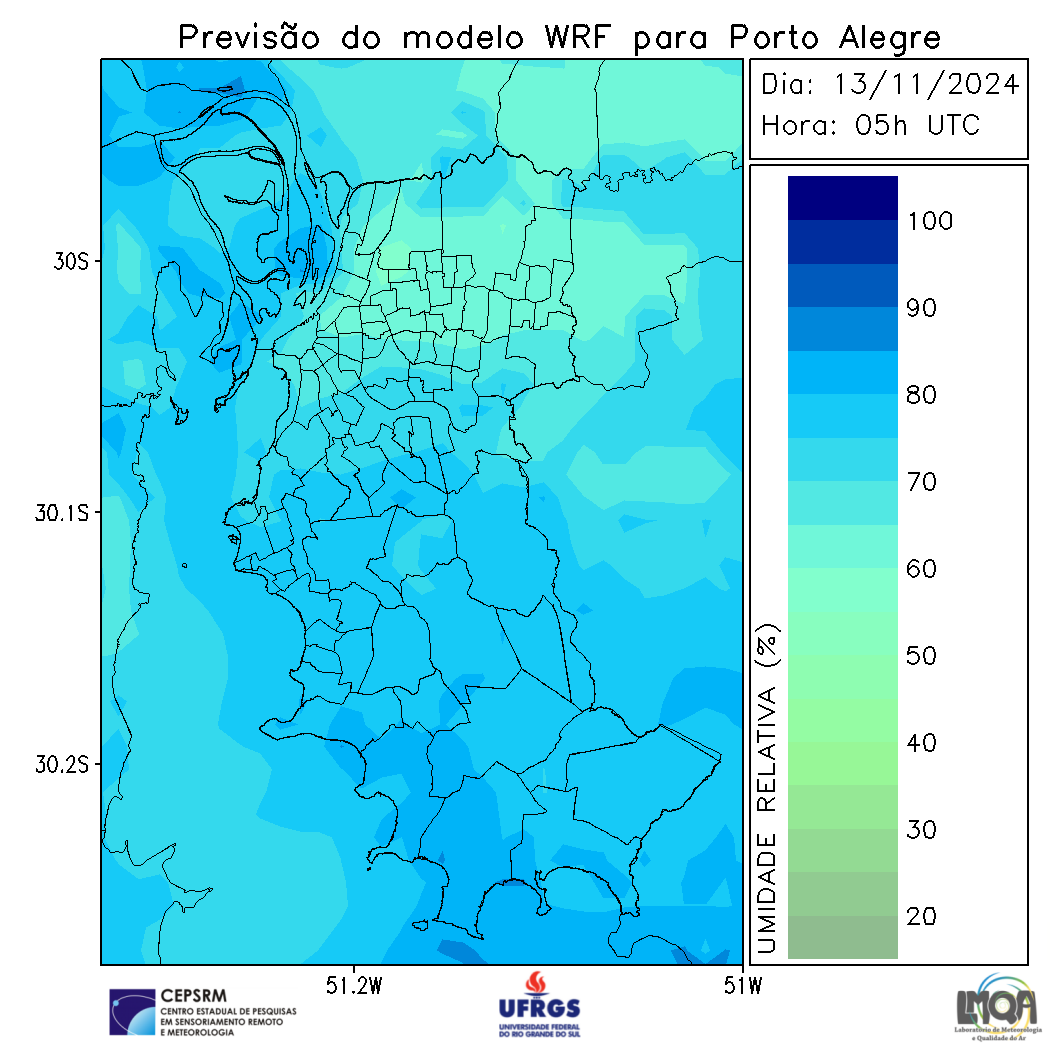 Previsão do modelo WRF para Porto Alegre
Dia: 13/11/2024
Hora: 05h UTC
30S
30.1S
30.2S
51.2W
51W
UMIDADE RELATIVA (%)
100
90
80
70
60
50
40
30
20
CEPSRM
CENTRO ESTADUAL DE PESQUISAS
EM SENSORIAMENTO REMOTO
E METEOROLOGIA
UFRGS
UNIVERSIDADE FEDERAL
DO RIO GRANDE DO SUL
LMQA
Laboratório de Meteorologia
e Qualidade do Ar